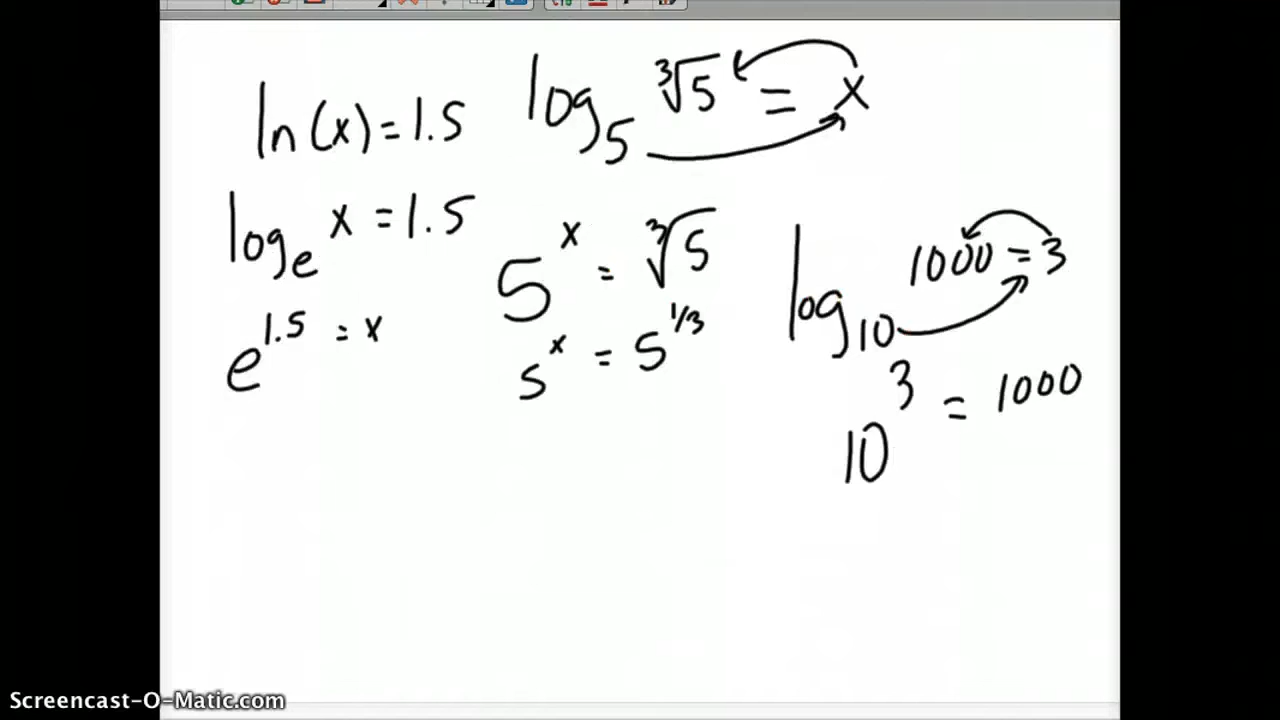 ln(x)=1.5
logₑ x = 1.5
e^1.5 = x
log₅ ∛5 = x
5^x = ∛5
5^x = 5^1/3
log₁₀ 1000 = 3
10^3 = 1000
Screencast-O-Matic.com